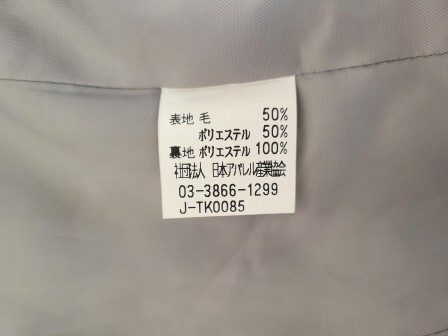 表地 毛 50%
ポリエステル 50%
裏地 ポリエステル 100%
社団法人 日本アパレル産業協会
03-3866-1299
J-TK0085